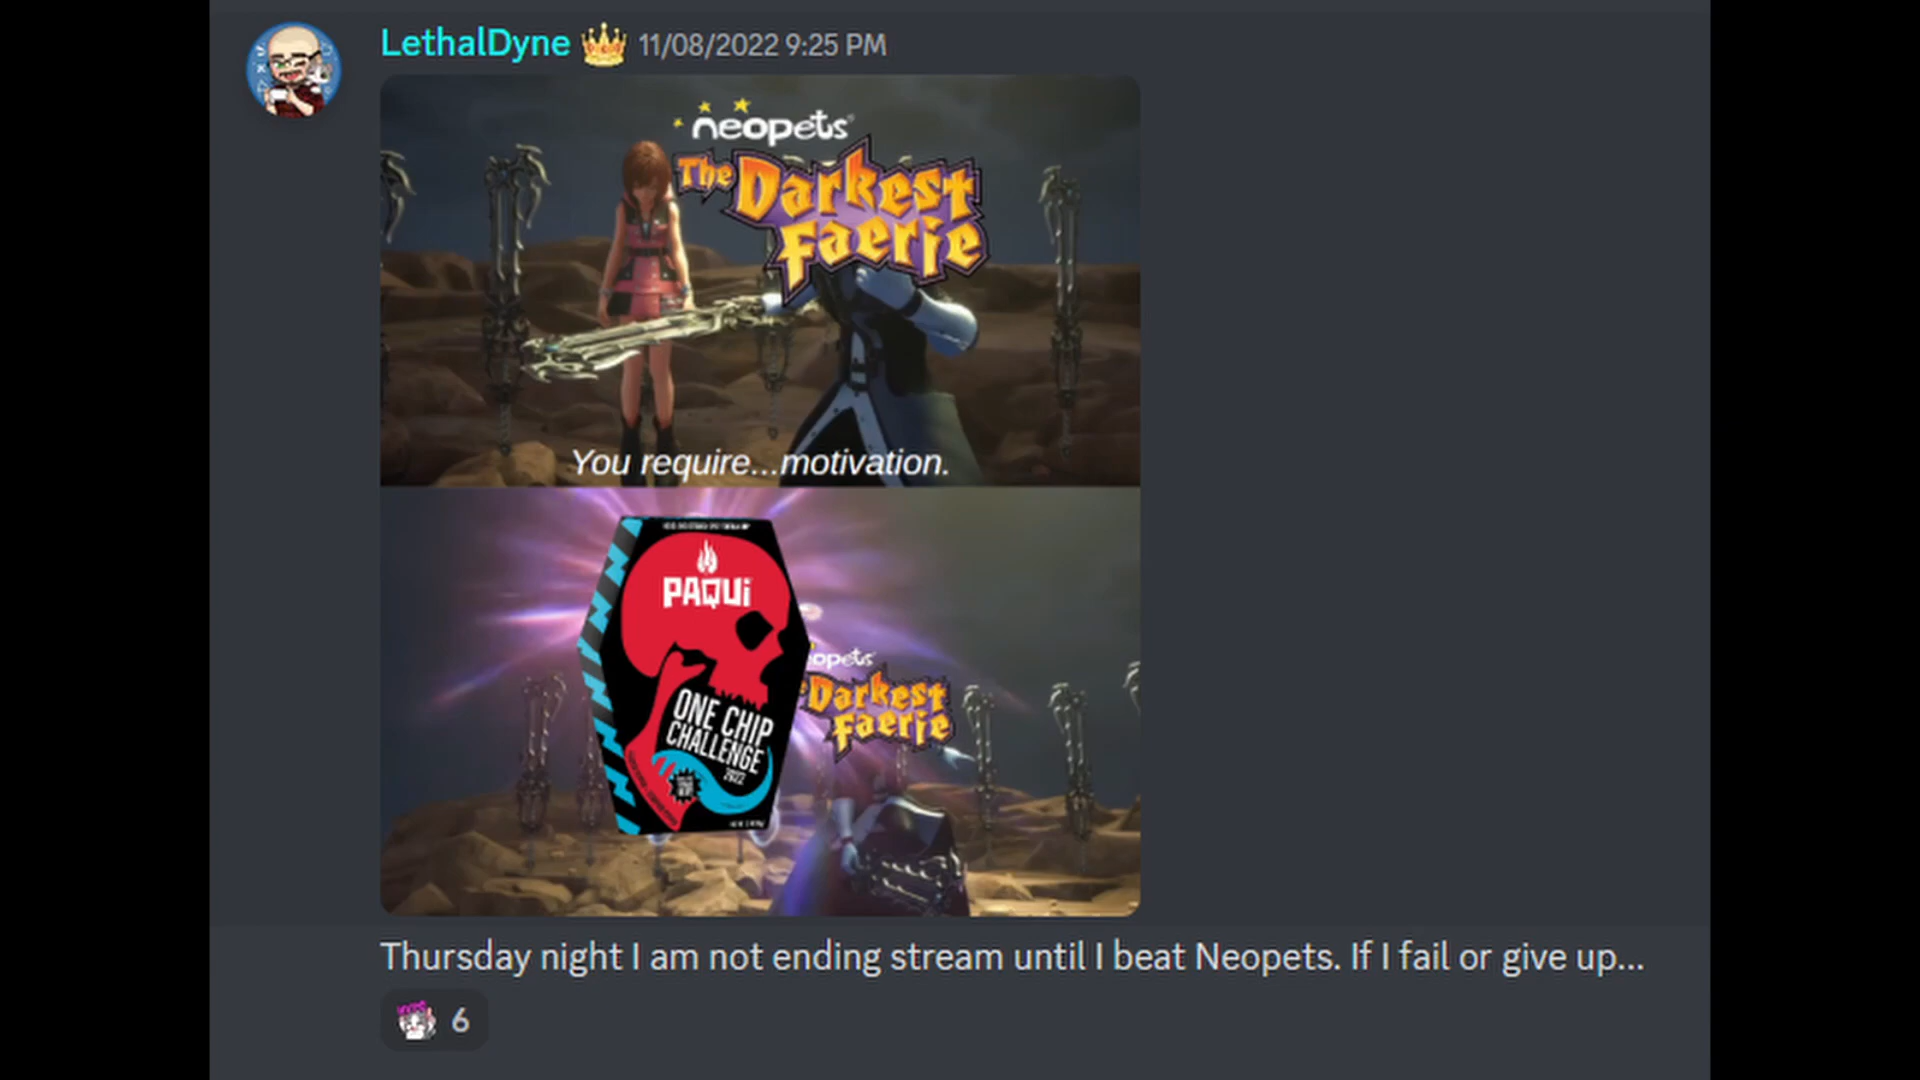 LethalDyne 11/08/2022 9:25 PM
neopets
The Darkest
Faerie
You require...motivation.
PAQUI
ONE CHIP
CHALLENGE
2022
opets
Darkest
Faerie
Thursday night I am not ending stream until I beat Neopets. If I fail or give up...
6